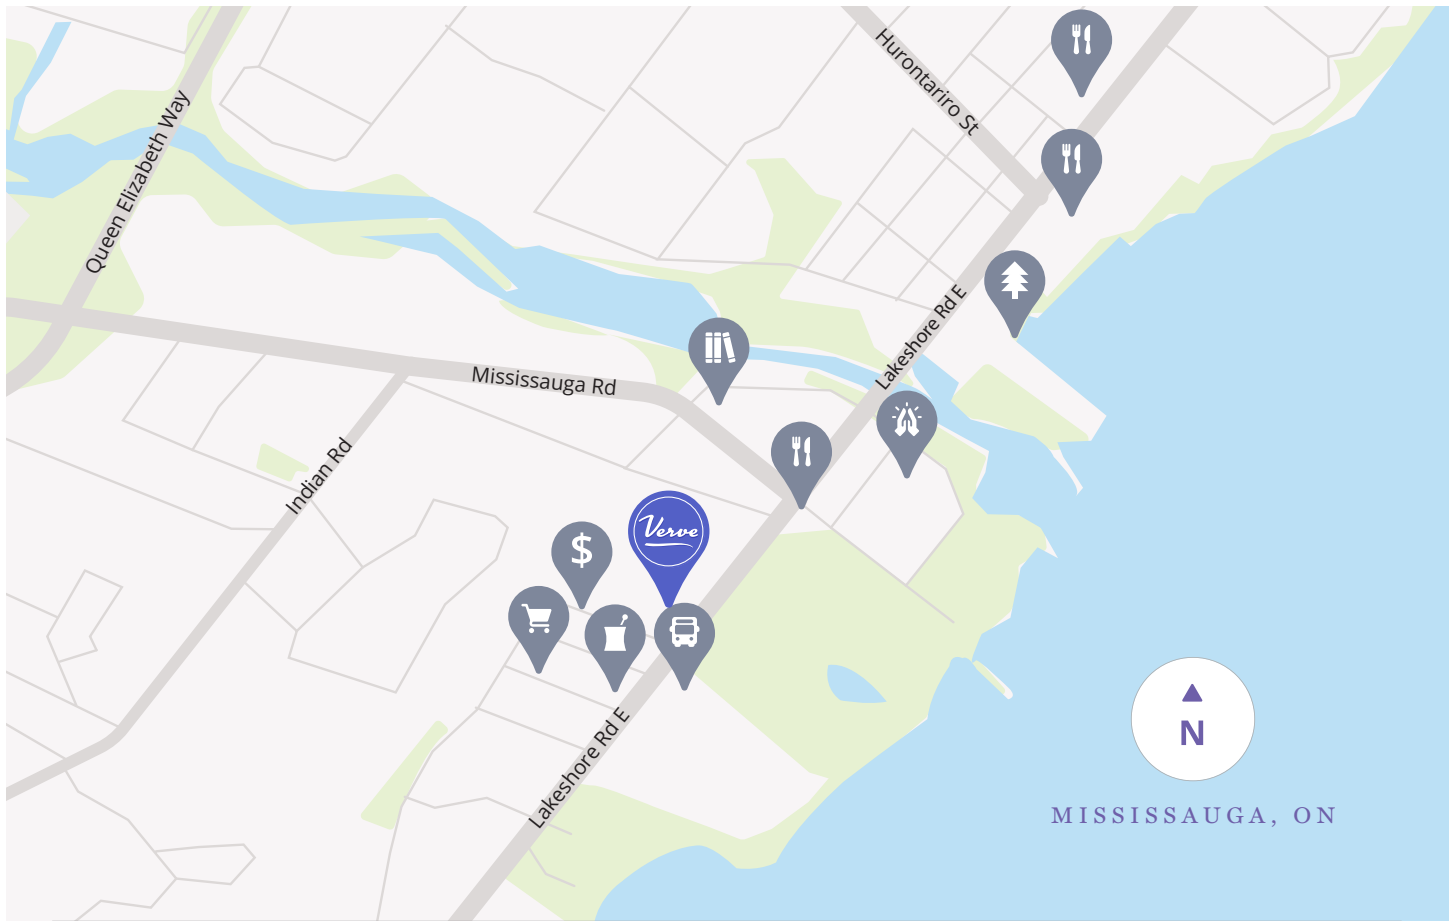 Hurontariro St
Queen Elizabeth Way
Lakeshore Rd E
Mississauga Rd
Indian Rd
$
Verve
Lakeshore Rd E
N
MISSISSAUGA, ON